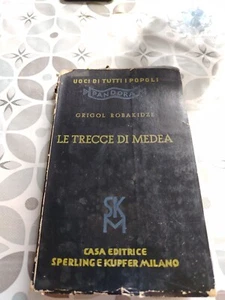 VOCI DI TUTTI I POPOLI
PANDORA
GRIGOL ROBAKIDZE
LE TRECCE DI MEDEA
SK
M
CASA EDITRICE
SPERLING E KUPFER MILANO